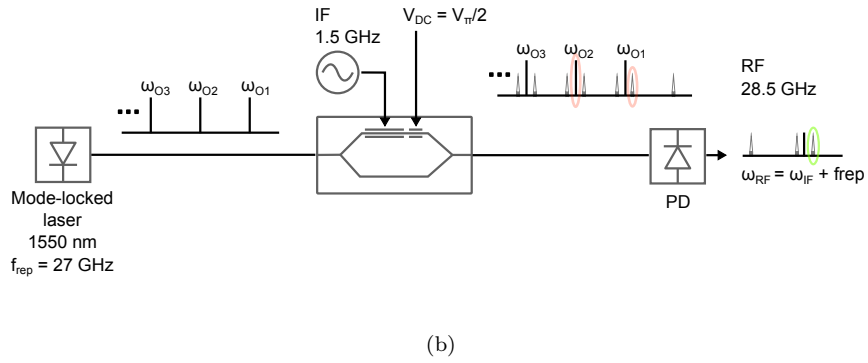 IF
1.5 GHz
V_DC = V_π/2
ω_O3 ω_O2 ω_O1
ω_O3 ω_O2 ω_O1
RF
28.5 GHz
Mode-locked
laser
1550 nm
f_rep = 27 GHz
PD
ω_RF = ω_IF + frep
(b)